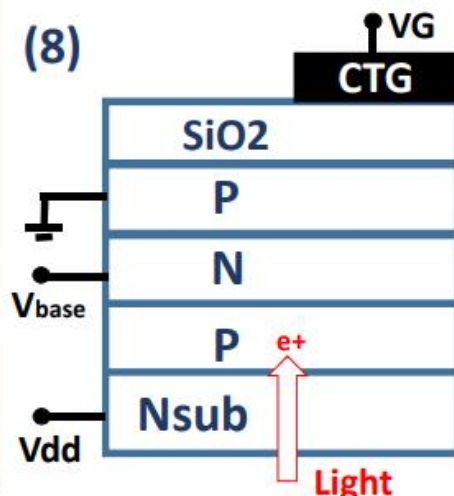 (8)
VG
CTG
SiO2
P
N
Vbase
P
e+
Nsub
Vdd
Light